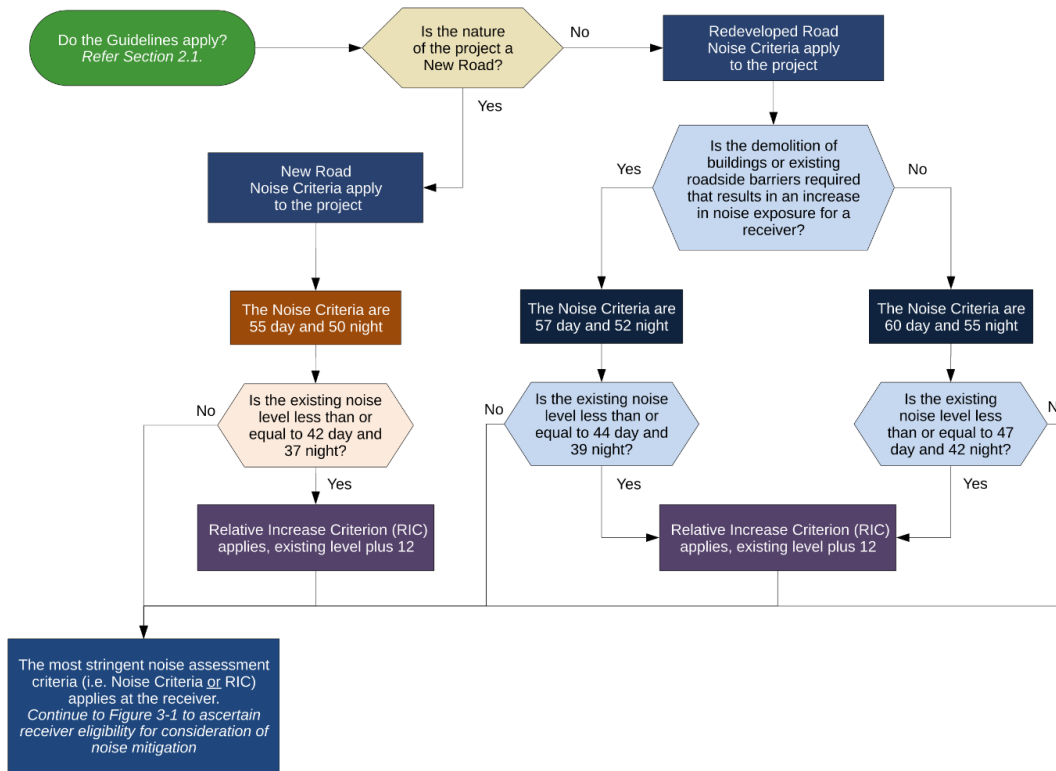 Do the Guidelines apply?
Refer Section 2.1.
Is the nature
of the project a
New Road?
No
Redeveloped Road
Noise Criteria apply
to the project
Yes
New Road
Noise Criteria apply
to the project
Yes
Is the demolition of
buildings or existing
roadside barriers required
that results in an increase
in noise exposure for a
receiver?
No
The Noise Criteria are
55 day and 50 night
The Noise Criteria are
57 day and 52 night
The Noise Criteria are
60 day and 55 night
No
Is the existing noise
level less than or
equal to 42 day and
37 night?
No
Is the existing noise
level less than or
equal to 44 day and
39 night?
Is the existing
noise level less
than or equal to 47
day and 42 night?
Yes
Yes
Yes
Relative Increase Criterion (RIC)
applies, existing level plus 12
Relative Increase Criterion (RIC)
applies, existing level plus 12
The most stringent noise assessment
criteria (i.e. Noise Criteria or RIC)
applies at the receiver.
Continue to Figure 3-1 to ascertain
receiver eligibility for consideration of
noise mitigation